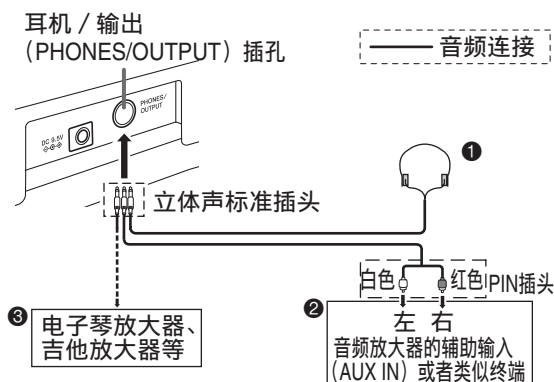 耳机／输出
（PHONES/OUTPUT）插孔
音频连接
PHONES/
OUTPUT
DC 9.5V
❶
立体声标准插头
白色
红色
PIN插头
❸
电子琴放大器、
吉他放大器等
❷
左 右
音频放大器的辅助输入
（AUX IN）或者类似终端